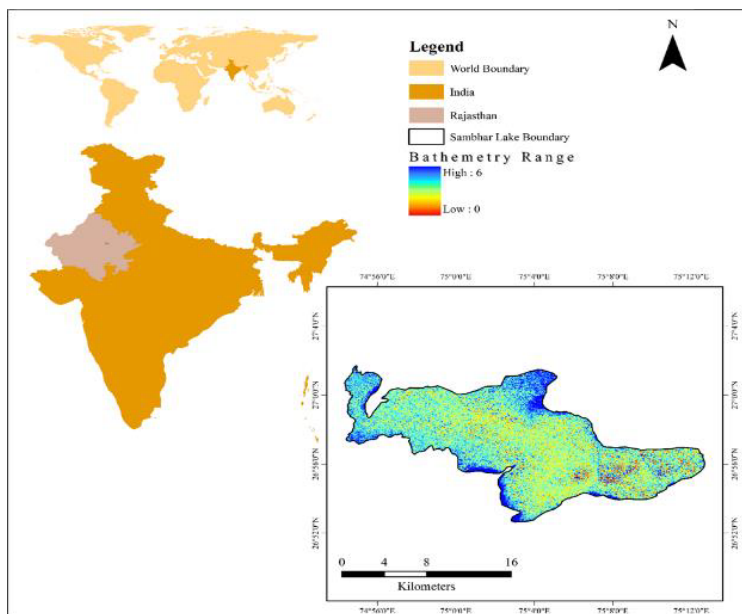 N
Legend
World Boundary
India
Rajasthan
Sambhar Lake Boundary
Bathemetry Range
High : 6
Low : 0
74°56'0"E 75°0'0"E 75°4'0"E 75°8'0"E 75°12'0"E
27°4'0"N 27°4'0"N
27°0'0"N 27°0'0"N
26°56'0"N 26°56'0"N
26°52'0"N 26°52'0"N
0 4 8 16
Kilometers
74°56'0"E 75°0'0"E 75°4'0"E 75°8'0"E 75°12'0"E